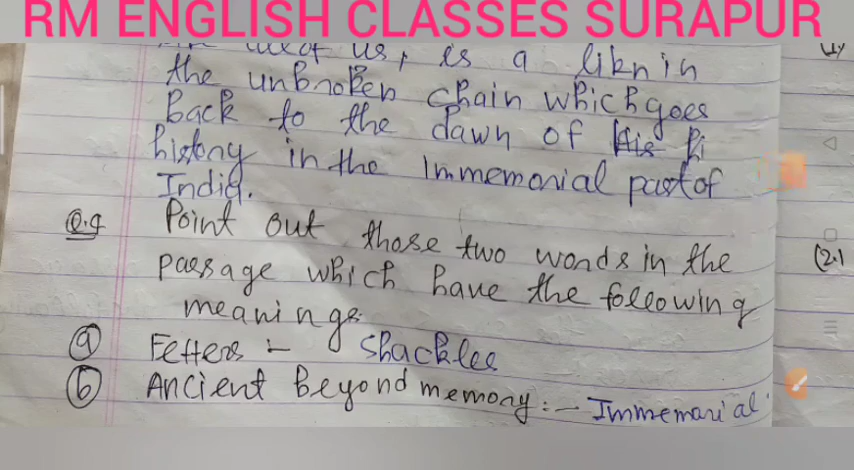 RM ENGLISH CLASSES SURAPUR
us, is a likn in
the unbroken chain which goes
Back to the dawn of
history in the Immemorial past of
India.
Q.g Point out those two words in the
passage which have the following
meanings
(a) Fetters :- Shackles
(b) Ancient beyond memory :- Immemorial
(2.)